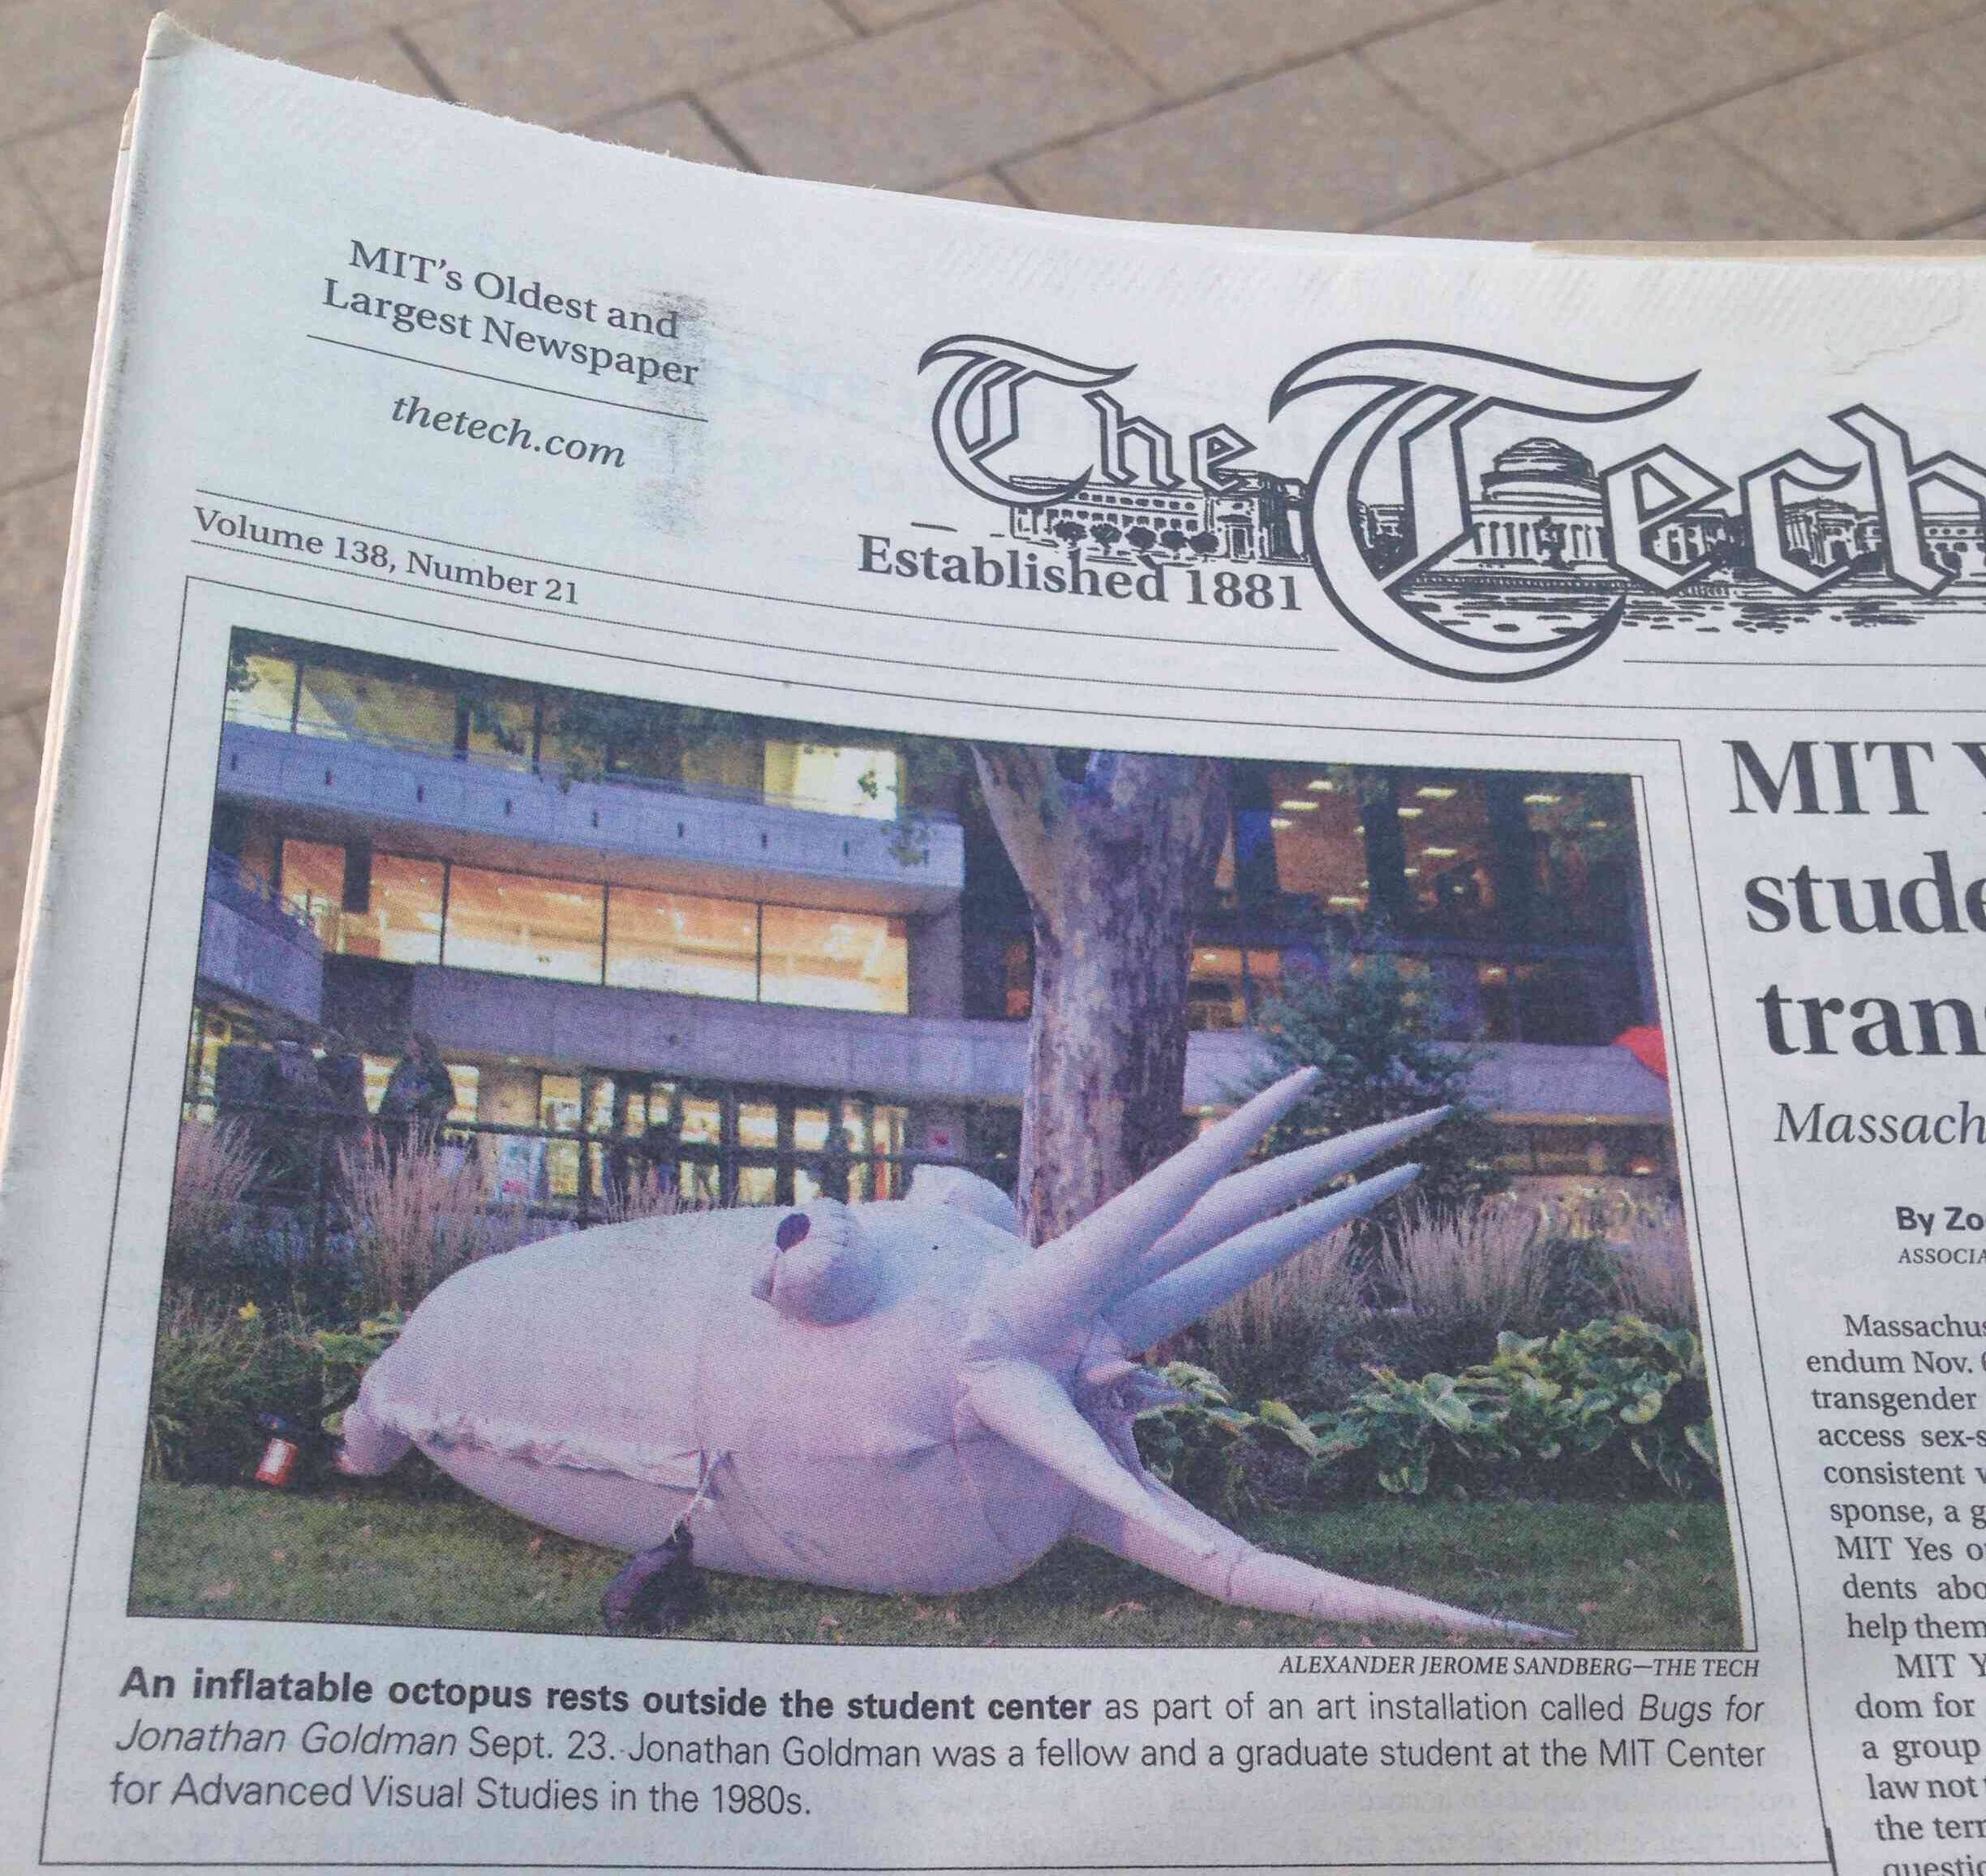 MIT's Oldest and
Largest Newspaper
thetech.com
The Tech
Established 1881
Volume 138, Number 21
ALEXANDER JEROME SANDBERG—THE TECH
An inflatable octopus rests outside the student center as part of an art installation called Bugs for
Jonathan Goldman Sept. 23. Jonathan Goldman was a fellow and a graduate student at the MIT Center
for Advanced Visual Studies in the 1980s.
MIT
tran
Massach
By Zo
ASSOCIA
Massachus
endum Nov.
transgender
access sex-s
consistent
sponse, a g
MIT Yes o
dents abo
help them
MIT
dom for
a group
law not
the terr
questi